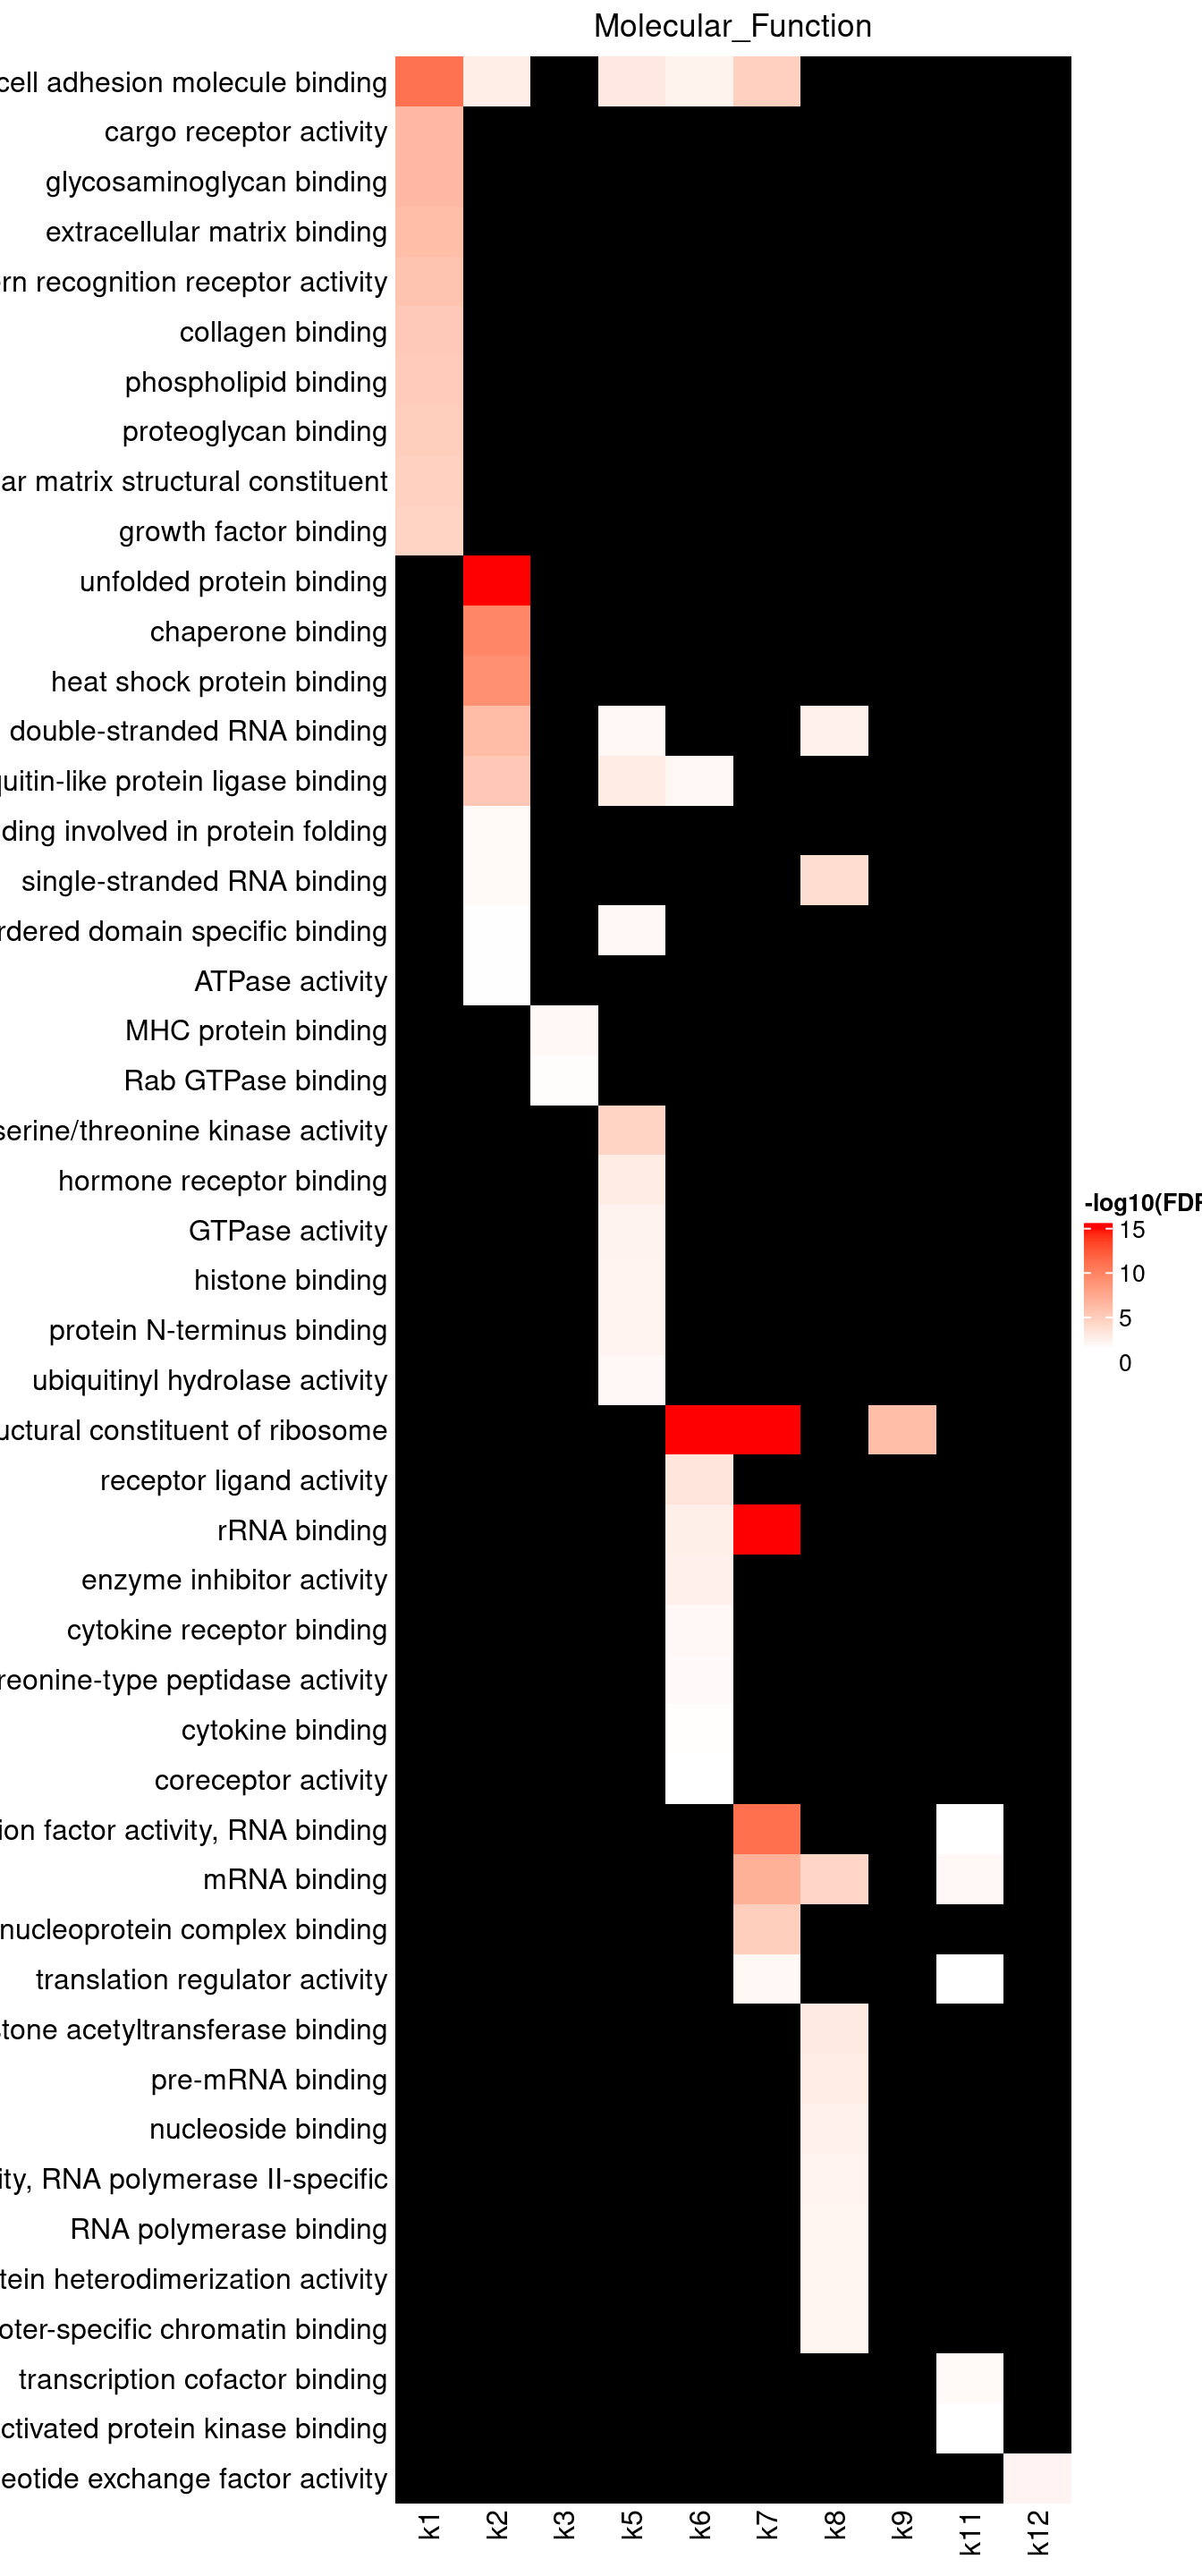 Molecular_Function
cell adhesion molecule binding
cargo receptor activity
glycosaminoglycan binding
extracellular matrix binding
rn recognition receptor activity
collagen binding
phospholipid binding
proteoglycan binding
ar matrix structural constituent
growth factor binding
unfolded protein binding
chaperone binding
heat shock protein binding
double-stranded RNA binding
quitin-like protein ligase binding
ding involved in protein folding
single-stranded RNA binding
rdered domain specific binding
ATPase activity
MHC protein binding
Rab GTPase binding
serine/threonine kinase activity
hormone receptor binding
GTPase activity
histone binding
protein N-terminus binding
ubiquitinyl hydrolase activity
uctural constituent of ribosome
receptor ligand activity
rRNA binding
enzyme inhibitor activity
cytokine receptor binding
reonine-type peptidase activity
cytokine binding
coreceptor activity
ion factor activity, RNA binding
mRNA binding
nucleoprotein complex binding
translation regulator activity
stone acetyltransferase binding
pre-mRNA binding
nucleoside binding
ity, RNA polymerase II-specific
RNA polymerase binding
tein heterodimerization activity
oter-specific chromatin binding
transcription cofactor binding
ctivated protein kinase binding
eotide exchange factor activity
k1 k2 k3 k5 k6 k7 k8 k9 k11 k12
-log10(FDR
15
10
5
0